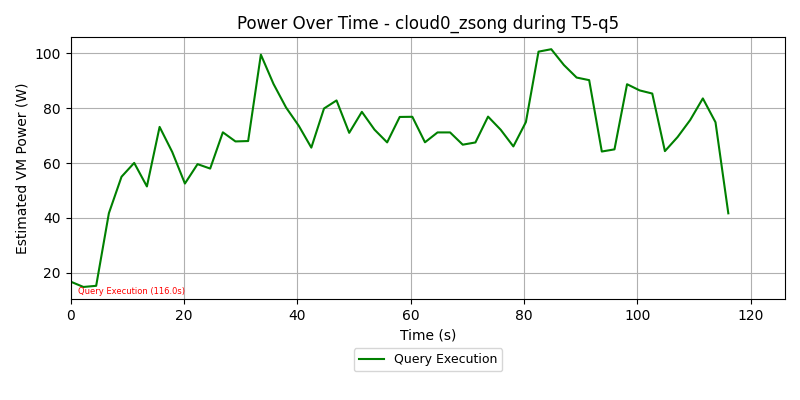 Power Over Time - cloud0_zsong during T5-q5
Estimated VM Power (W)
100
80
60
40
20
Query Execution (116.0s)
0 20 40 60 80 100 120
Time (s)
Query Execution